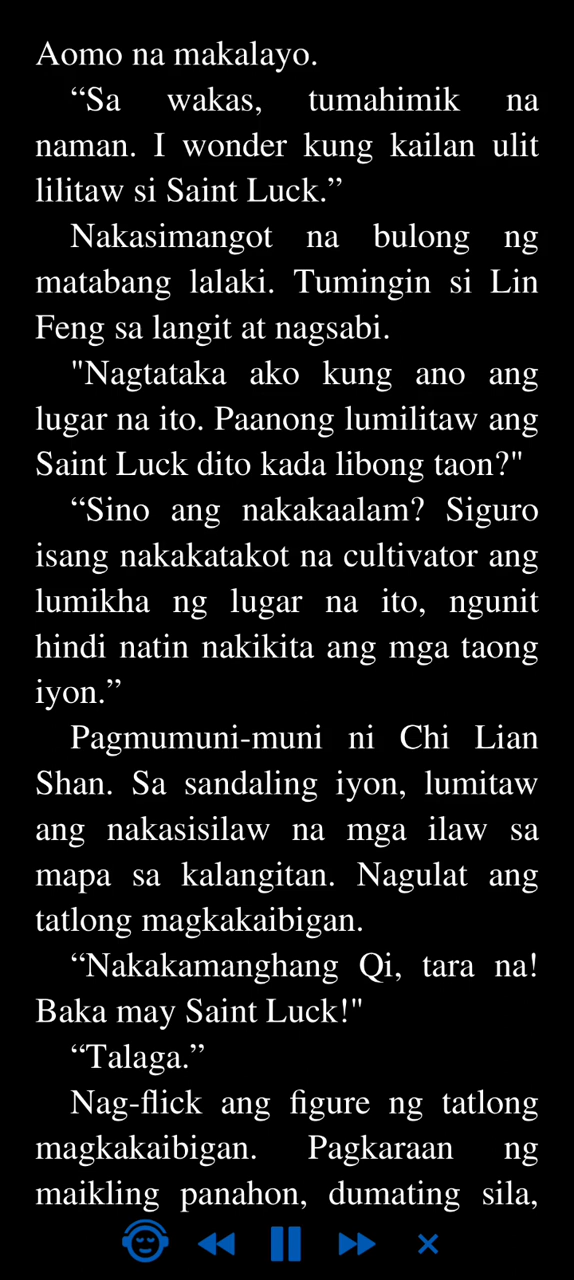 Aomo na makalayo.
“Sa wakas, tumahimik na
naman. I wonder kung kailan ulit
lilitaw si Saint Luck.”
Nakasimangot na bulong ng
matabang lalaki. Tumingin si Lin
Feng sa langit at nagsabi.
"Nagtataka ako kung ano ang
lugar na ito. Paanong lumilitaw ang
Saint Luck dito kada libong taon?"
“Sino ang nakakaalam? Siguro
isang nakakatakot na cultivator ang
lumikha ng lugar na ito, ngunit
hindi natin nakikita ang mga taong
iyon.”
Pagmumuni-muni ni Chi Lian
Shan. Sa sandaling iyon, lumitaw
ang nakasisilaw na mga ilaw sa
mapa sa kalangitan. Nagulat ang
tatlong magkakaibigan.
“Nakakamanghang Qi, tara na!
Baka may Saint Luck!"
“Talaga.”
Nag-flick ang figure ng tatlong
magkakaibigan. Pagkaraan ng
maikling panahon, dumating sila,